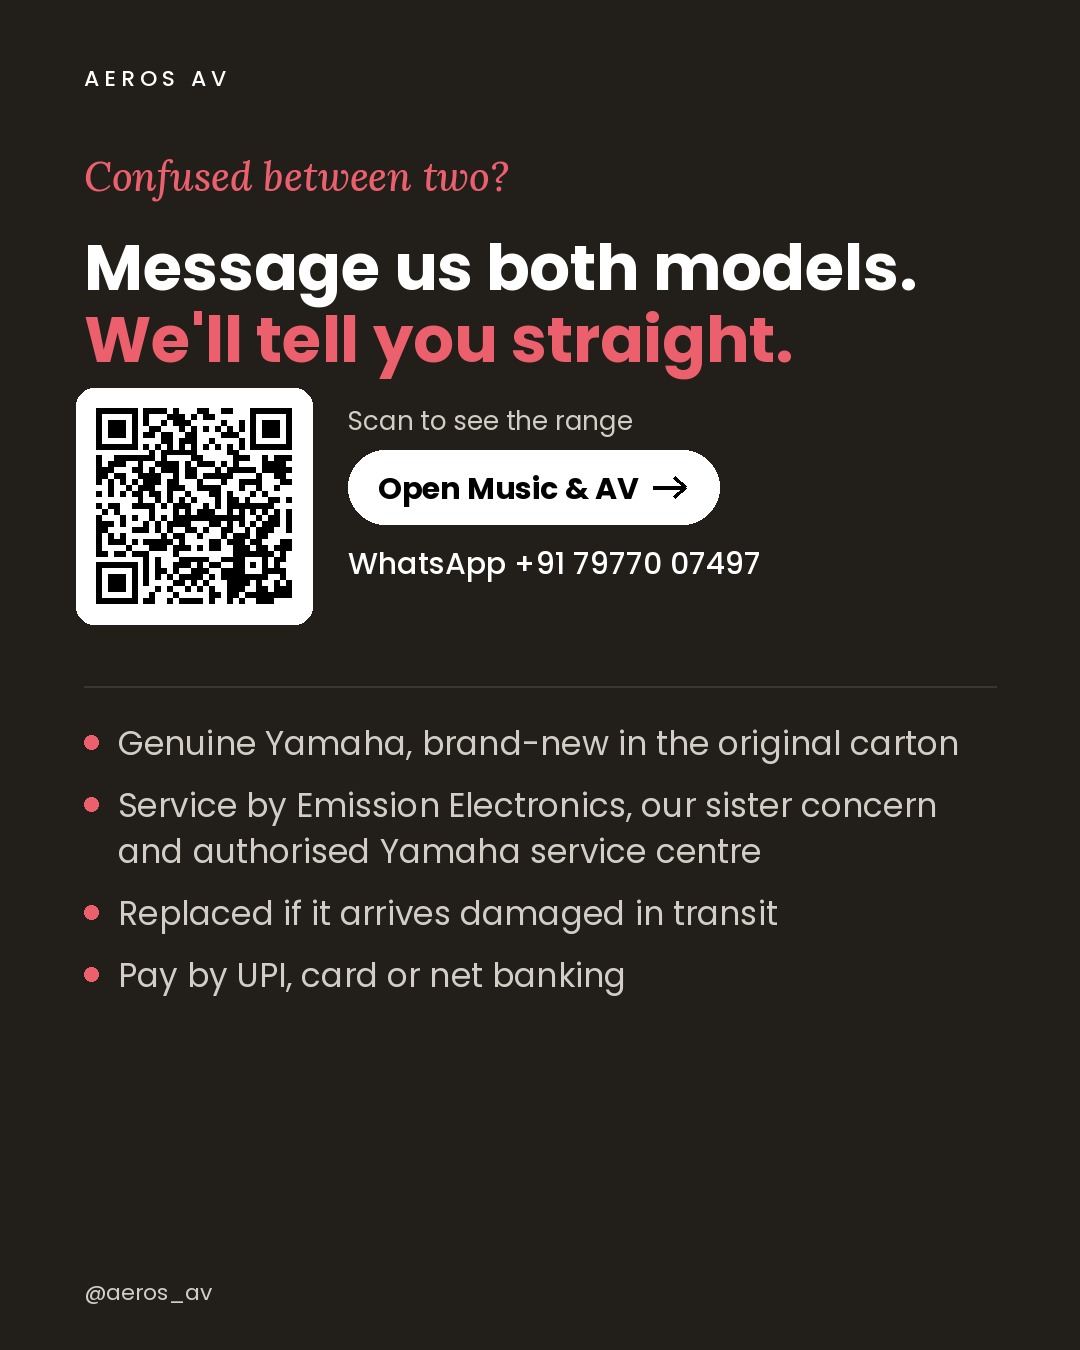 AEROS AV
Confused between two?
Message us both models.
We'll tell you straight.
Scan to see the range
Open Music & AV →
WhatsApp +91 79770 07497
Genuine Yamaha, brand-new in the original carton
Service by Emission Electronics, our sister concern
and authorised Yamaha service centre
Replaced if it arrives damaged in transit
Pay by UPI, card or net banking
@aeros_av